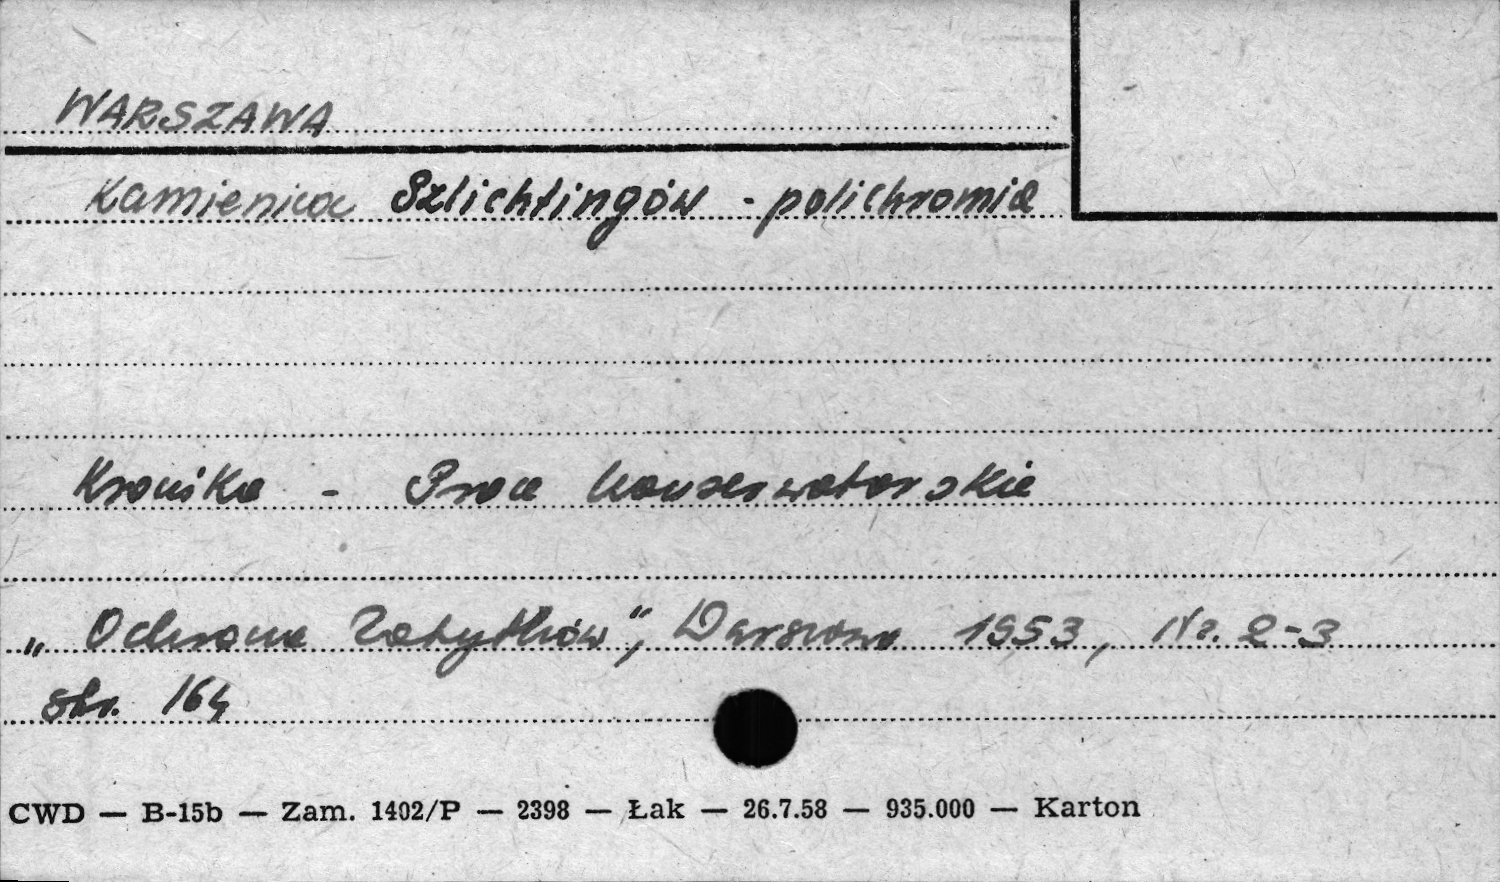 WARSZAWA
Kamienica Szlichtingów - polichromia
Kronika - Prace konserwatorskie
„Ochrona Zabytków", Warszawa 1953, Nr. 2-3
str. 164
CWD — B-15b — Zam. 1402/P — 2398 — Łak — 26.7.58 — 935.000 — Karton